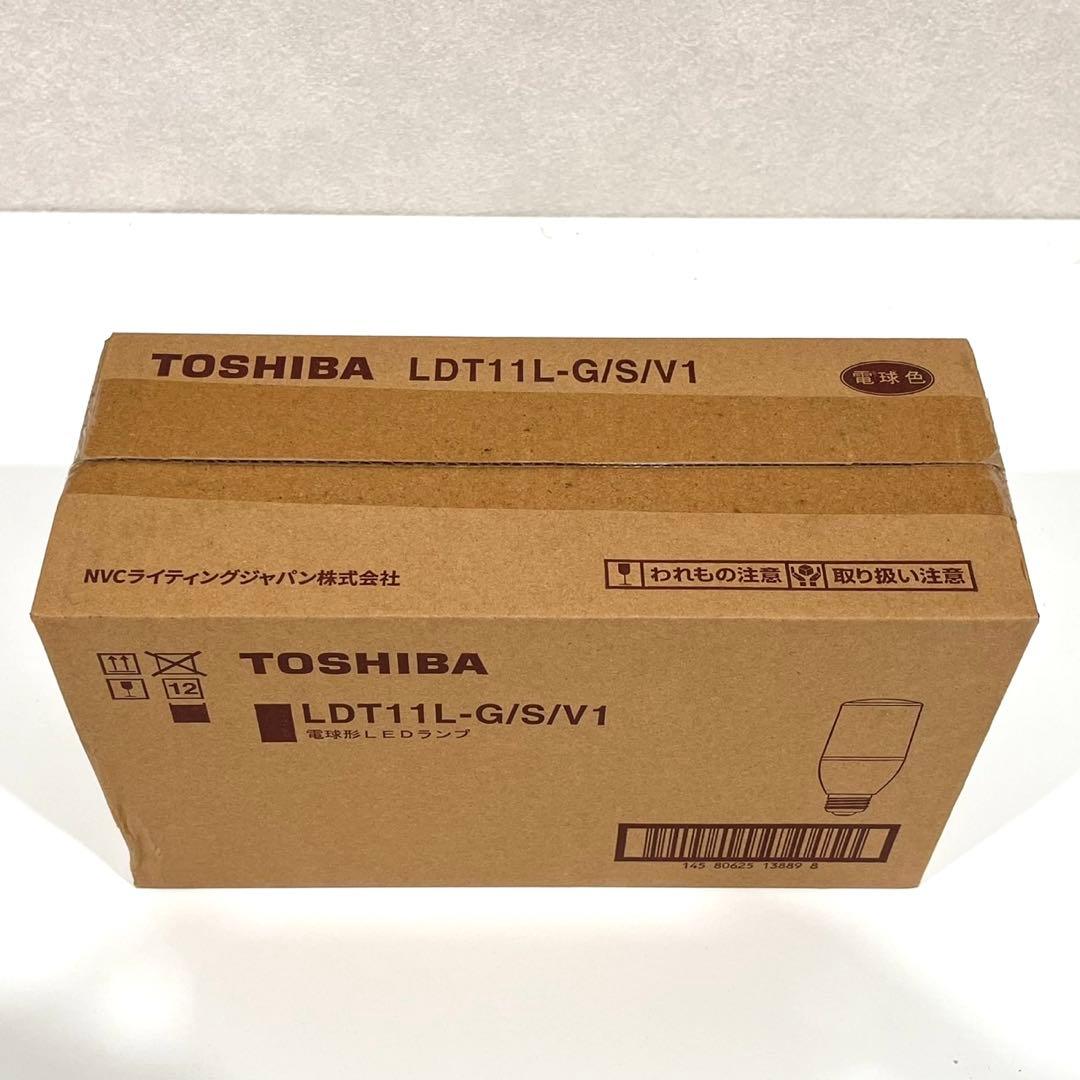 TOSHIBA LDT11L-G/S/V1 電球色
NVCライティングジャパン株式会社
われもの注意 取り扱い注意
TOSHIBA
12
LDT11L-G/S/V1
電球形LEDランプ
145 80625 13889 8